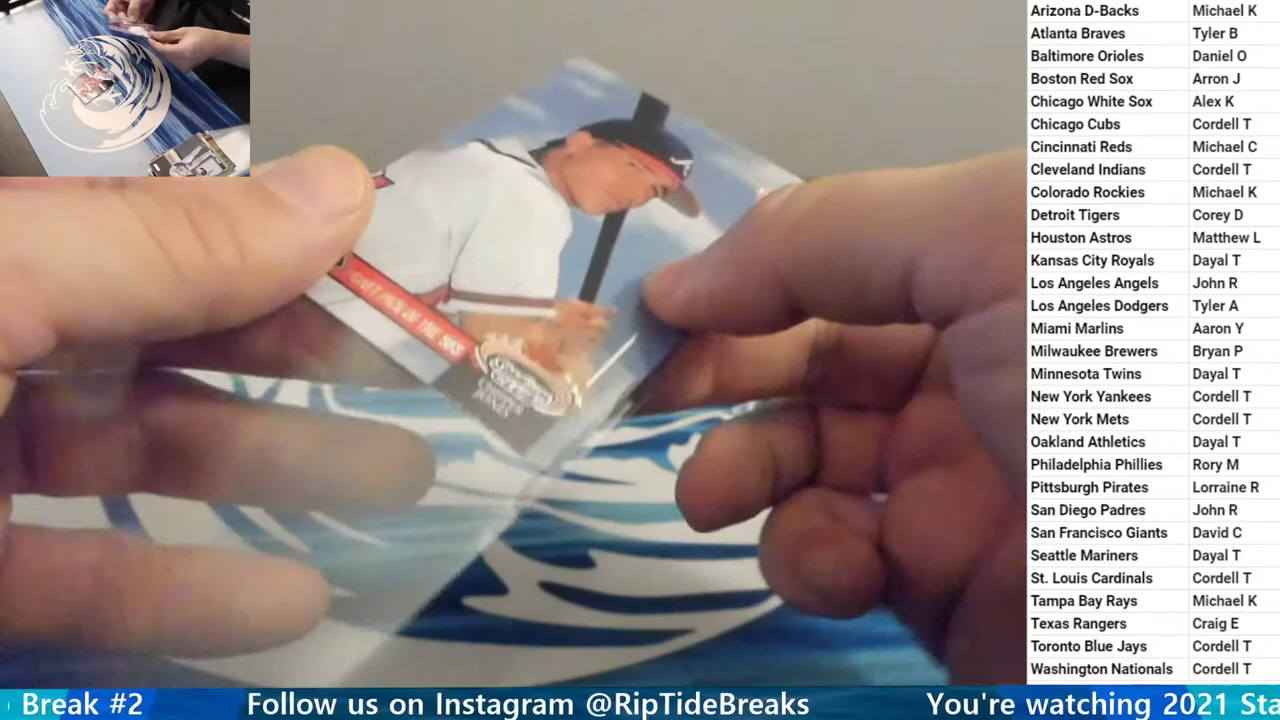 Arizona D-Backs Michael K
Atlanta Braves Tyler B
Baltimore Orioles Daniel O
Boston Red Sox Arron J
Chicago White Sox Alex K
Chicago Cubs Cordell T
Cincinnati Reds Michael C
Cleveland Indians Cordell T
Colorado Rockies Michael K
Detroit Tigers Corey D
Houston Astros Matthew L
Kansas City Royals Dayal T
Los Angeles Angels John R
Los Angeles Dodgers Tyler A
Miami Marlins Aaron Y
Milwaukee Brewers Bryan P
Minnesota Twins Dayal T
New York Yankees Cordell T
New York Mets Cordell T
Oakland Athletics Dayal T
Philadelphia Phillies Rory M
Pittsburgh Pirates Lorraine R
San Diego Padres John R
San Francisco Giants David C
Seattle Mariners Dayal T
St. Louis Cardinals Cordell T
Tampa Bay Rays Michael K
Texas Rangers Craig E
Toronto Blue Jays Cordell T
Washington Nationals Cordell T
Break #2 Follow us on Instagram @RipTideBreaks You're watching 2021 Sta